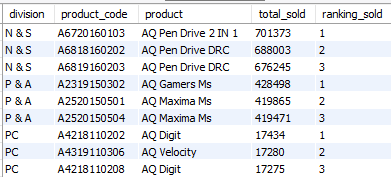 division product_code product total_sold ranking_sold
N & S A6720160103 AQ Pen Drive 2 IN 1 701373 1
N & S A6818160202 AQ Pen Drive DRC 688003 2
N & S A6819160203 AQ Pen Drive DRC 676245 3
P & A A2319150302 AQ Gamers Ms 428498 1
P & A A2520150501 AQ Maxima Ms 419865 2
P & A A2520150504 AQ Maxima Ms 419471 3
PC A4218110202 AQ Digit 17434 1
PC A4319110306 AQ Velocity 17280 2
PC A4218110208 AQ Digit 17275 3